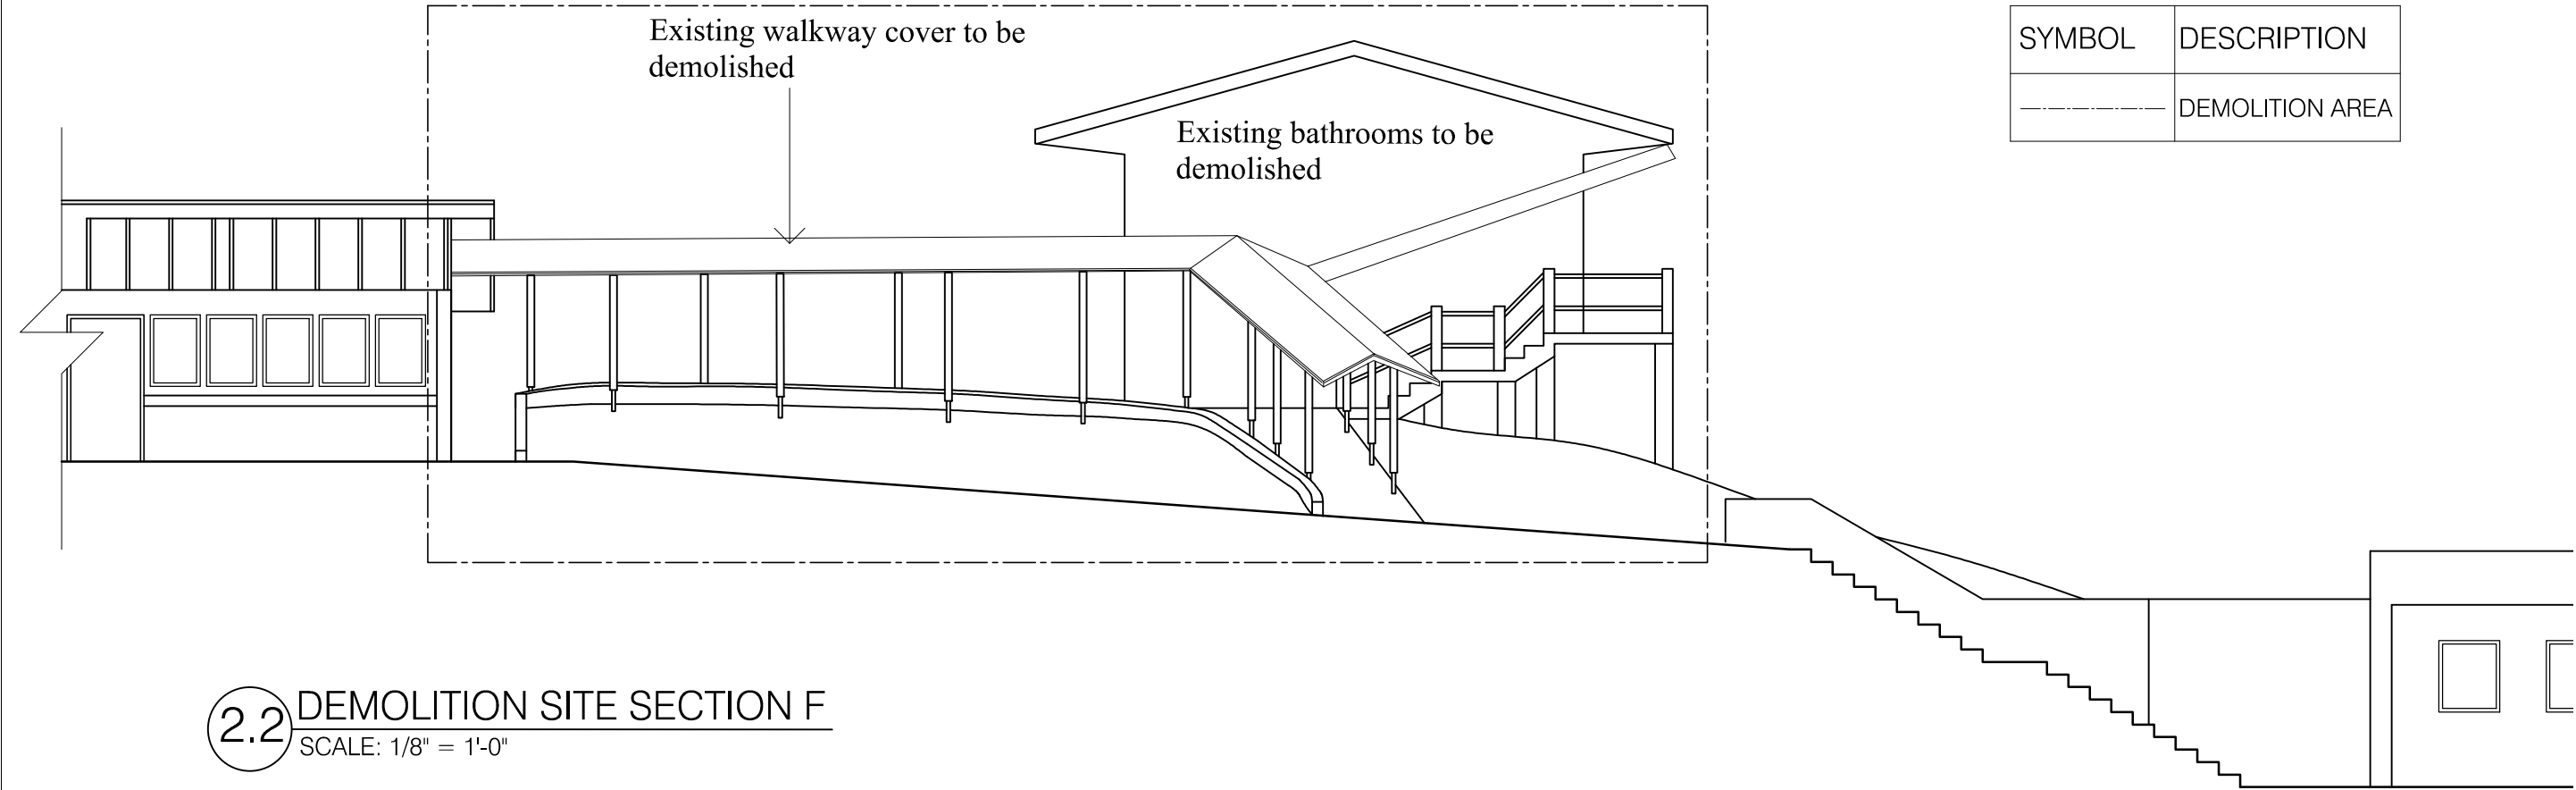 Existing walkway cover to be
demolished
Existing bathrooms to be
demolished
SYMBOL DESCRIPTION
DEMOLITION AREA
2.2 DEMOLITION SITE SECTION F
SCALE: 1/8" = 1'-0"